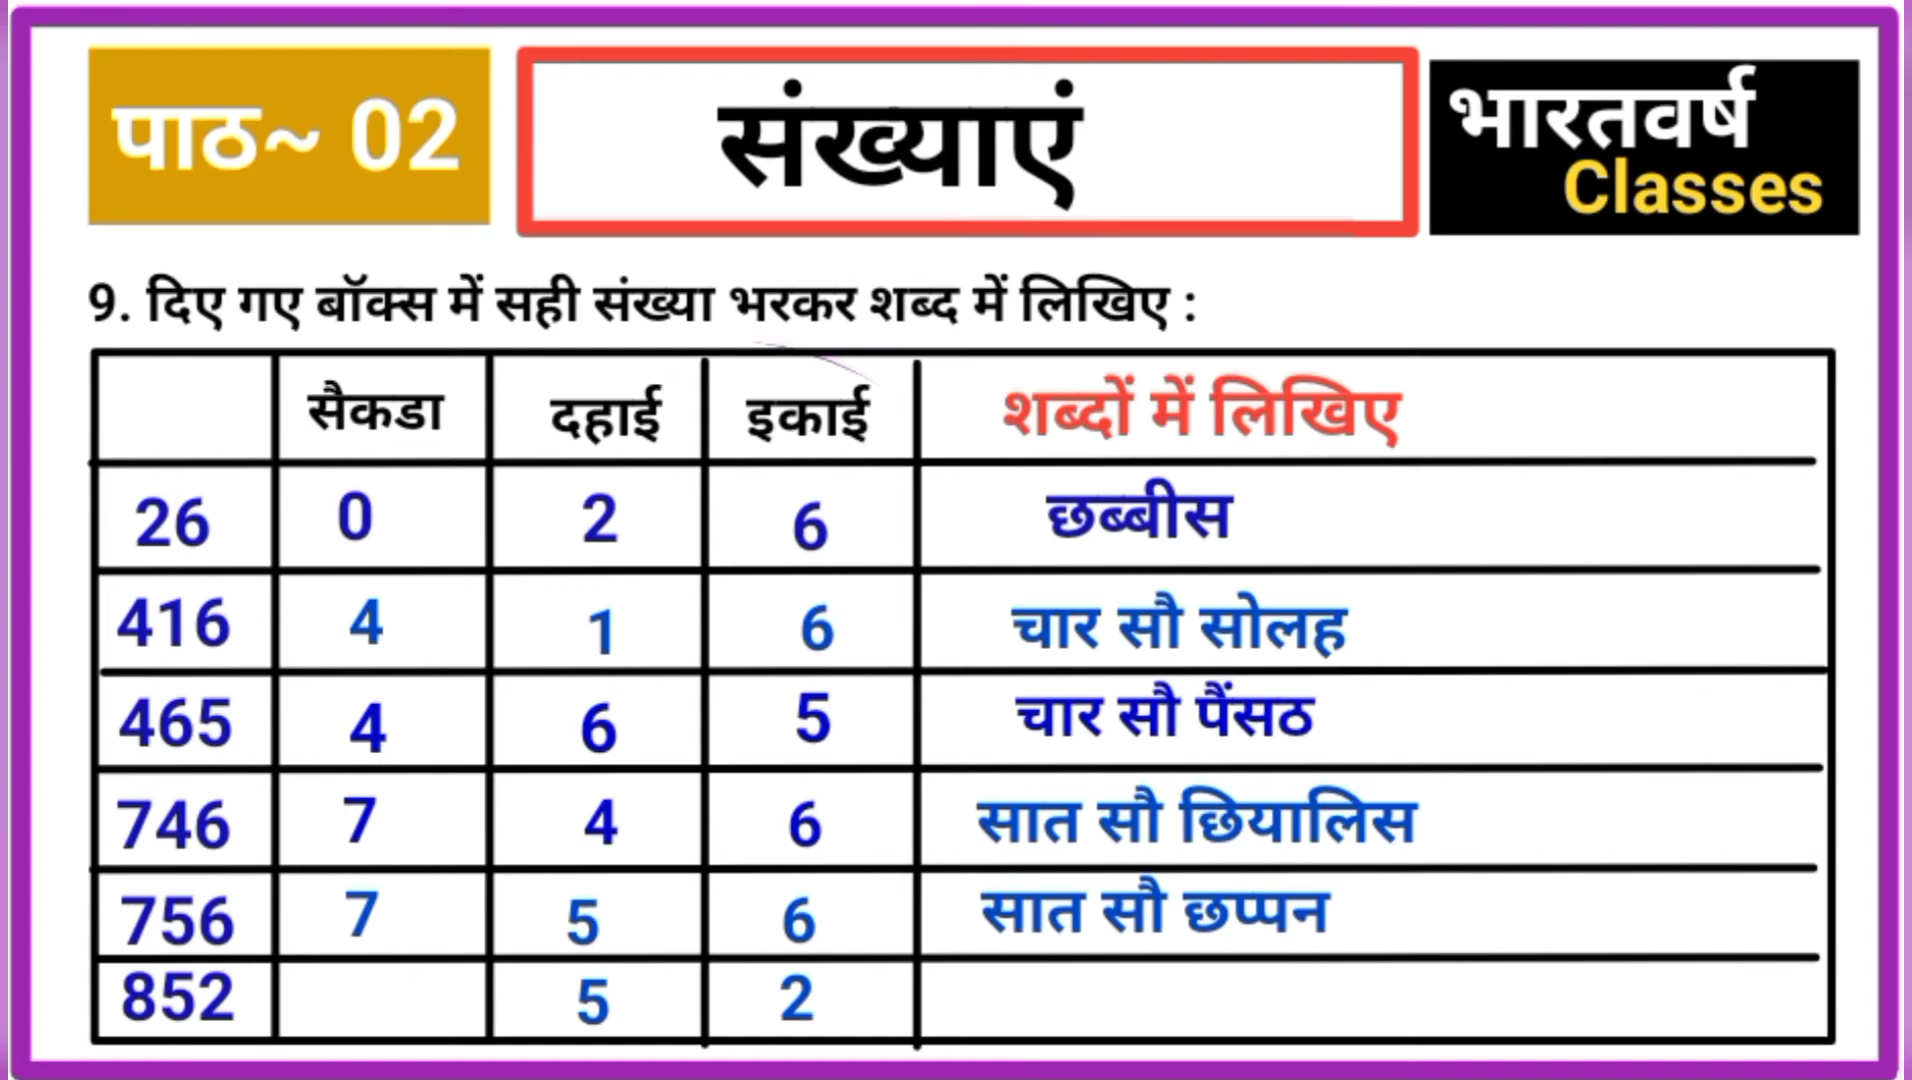 पाठ~ 02
संख्याएं
भारतवर्ष
Classes
9. दिए गए बॉक्स में सही संख्या भरकर शब्द में लिखिए :
सैकडा दहाई इकाई शब्दों में लिखिए
26 0 2 6 छब्बीस
416 4 1 6 चार सौ सोलह
465 4 6 5 चार सौ पैंसठ
746 7 4 6 सात सौ छियालिस
756 7 5 6 सात सौ छप्पन
852 5 2